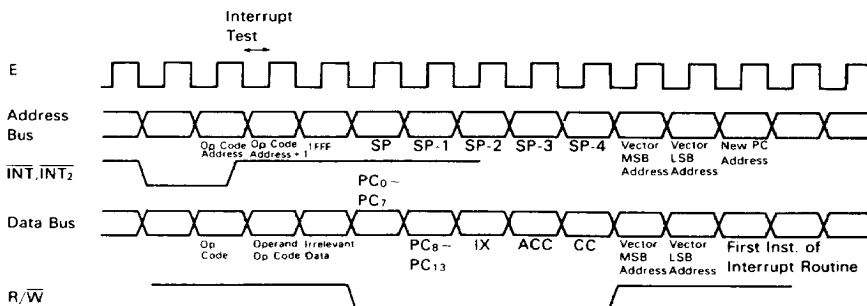 Interrupt
Test
E
Address
Bus
Op Code
Address
Op Code
Address + 1
1FFF
SP
SP-1
SP-2
SP-3
SP-4
Vector
MSB
Address
Vector
LSB
Address
New PC
Address
INT, INT₂
PC₀~
PC₇
Data Bus
Op
Code
Operand
Op Code
Irrelevant
Data
PC₈~
PC₁₃
IX
ACC
CC
Vector
MSB
Address
Vector
LSB
Address
First Inst. of
Interrupt Routine
R/W̅